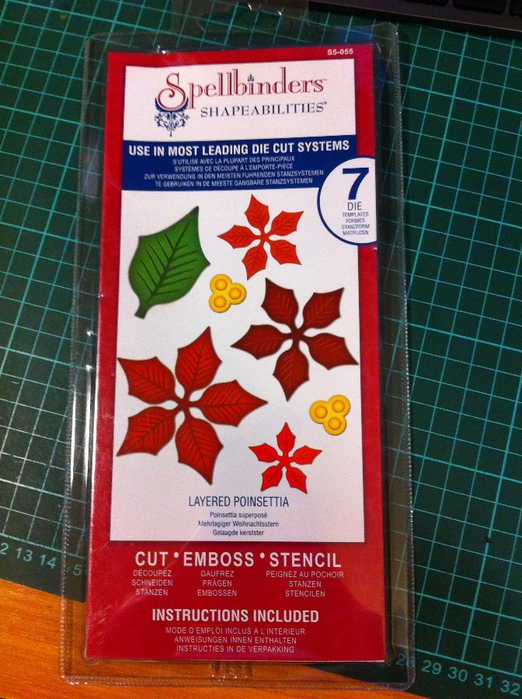 S5-055
Spellbinders™
SHAPEABILITIES®
USE IN MOST LEADING DIE CUT SYSTEMS
S'UTILISE AVEC LA PLUPART DES PRINCIPAUX
SYSTÈMES DE DÉCOUPE À L'EMPORTE-PIÈCE
ZUR VERWENDUNG IN DEN MEISTEN FÜHRENDEN STANZSYSTEMEN
TE GEBRUIKEN IN DE MEESTE GANGBARE STANZSYSTEMEN
7
DIE
TEMPLATES
FORMES
STANZFORM
MATRIJZEN
LAYERED POINSETTIA
Poinsettia superposé
Mehrlagiger Weihnachtsstern
Gelaagde kerstster
CUT • EMBOSS • STENCIL
DÉCOUPEZ GAUFREZ PEIGNEZ AU POCHOIR
SCHNEIDEN PRÄGEN STANZEN
STANZEN EMBOSSEN STENCILEN
INSTRUCTIONS INCLUDED
MODE D'EMPLOI INCLUS À L'INTÉRIEUR
ANWEISUNGEN INNEN ENTHALTEN
INSTRUCTIES IN DE VERPAKKING
12 13 14
28 29 30 31 32